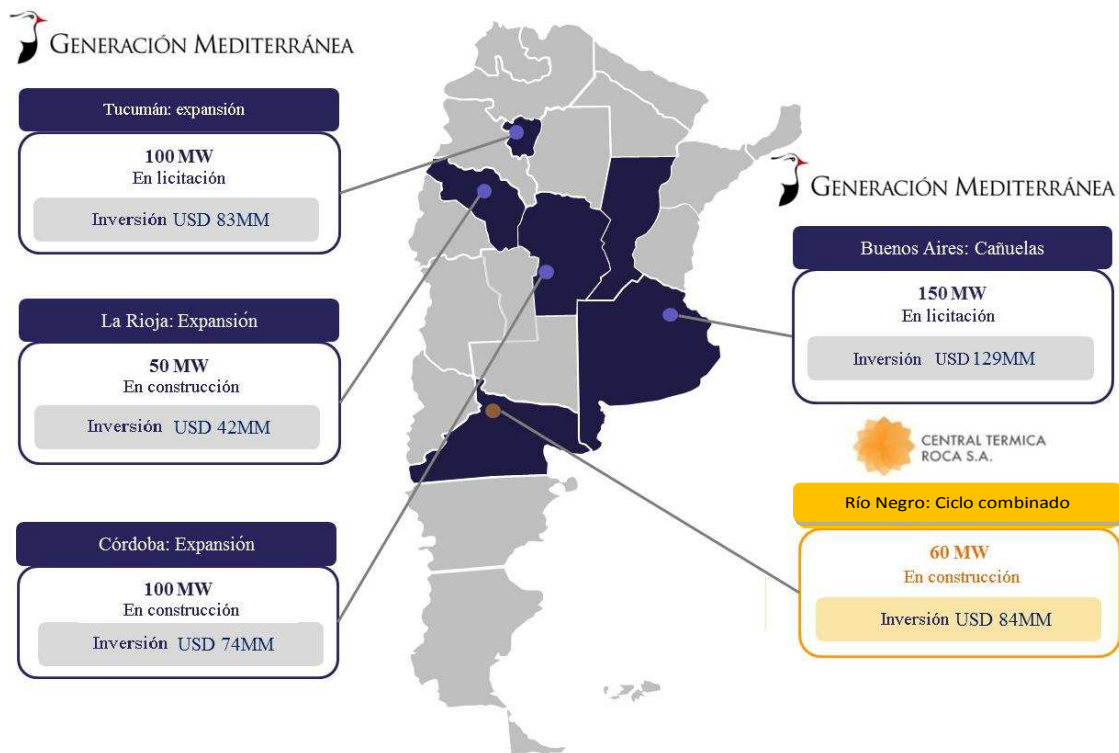 GENERACIÓN MEDITERRÁNEA
Tucumán: expansión
100 MW
En licitación
Inversión USD 83MM
La Rioja: Expansión
50 MW
En construcción
Inversión USD 42MM
Córdoba: Expansión
100 MW
En construcción
Inversión USD 74MM
GENERACIÓN MEDITERRÁNEA
Buenos Aires: Cañuelas
150 MW
En licitación
Inversión USD 129MM
CENTRAL TERMICA
ROCA S.A.
Río Negro: Ciclo combinado
60 MW
En construcción
Inversión USD 84MM